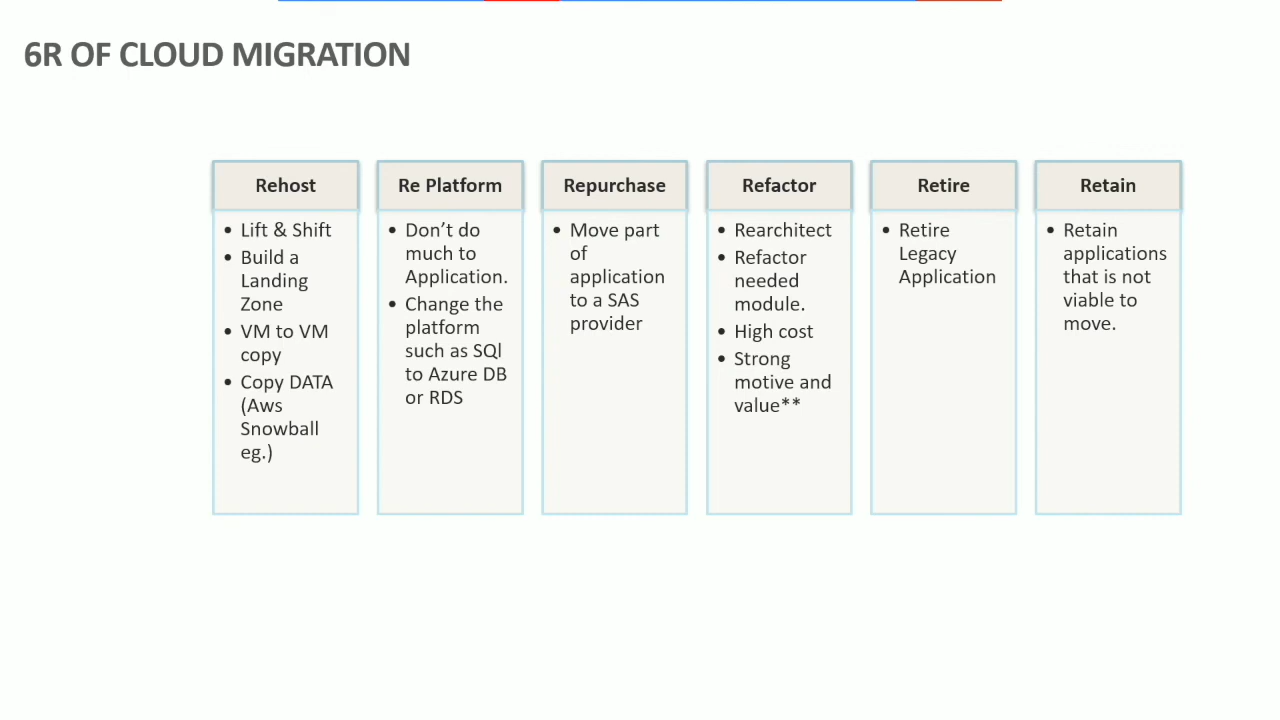 6R OF CLOUD MIGRATION
Rehost
• Lift & Shift
• Build a
Landing
Zone
• VM to VM
copy
• Copy DATA
(Aws
Snowball
eg.)
Re Platform
• Don’t do
much to
Application.
• Change the
platform
such as SQl
to Azure DB
or RDS
Repurchase
• Move part
of
application
to a SAS
provider
Refactor
• Rearchitect
• Refactor
needed
module.
• High cost
• Strong
motive and
value**
Retire
• Retire
Legacy
Application
Retain
• Retain
applications
that is not
viable to
move.